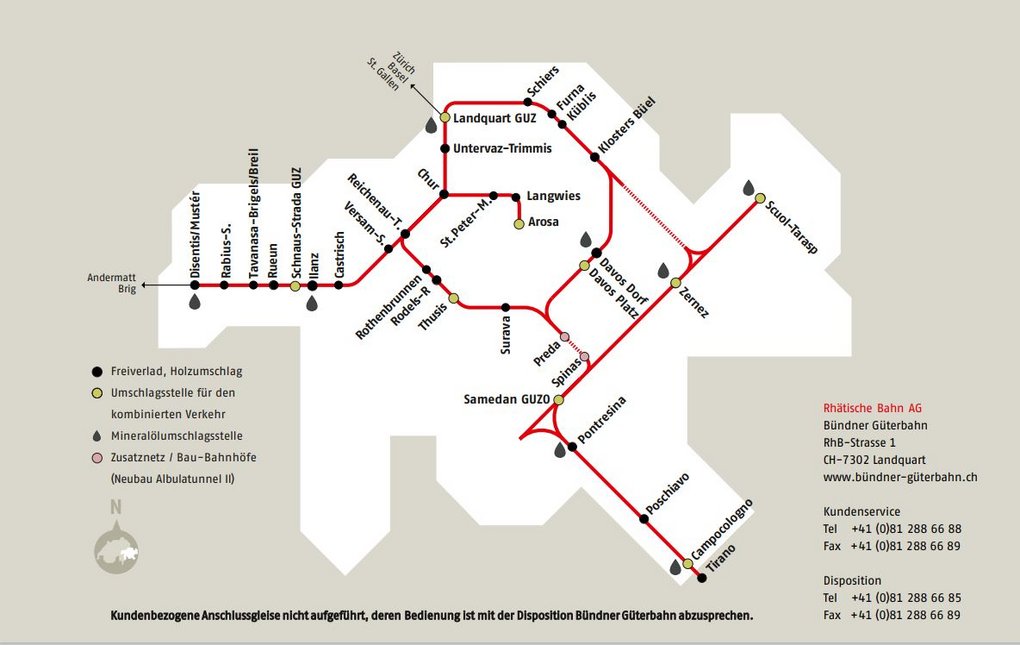 Zürich
Basel
St. Gallen
Landquart GUZ
Schiers
Furna
Küblis
Klosters Büel
Untervaz-Trimmis
Chur
Langwies
St.Peter-M.
Arosa
Reichenau-T.
Versam-S.
Disentis/Mustér
Rabius-S.
Tavanasa-Brigels/Breil
Rueun
Schnaus-Strada GUZ
Ilanz
Castrisch
Andermatt
Brig
Scuol-Tarasp
Davos Dorf
Davos Platz
Zernez
Rothenbrunnen
Rodels-R
Thusis
Surava
Preda
Spinas
Samedan GUZO
Pontresina
Poschiavo
Campocologno
Tirano
Freiverlad, Holzumschlag
Umschlagsstelle für den
kombinierten Verkehr
Mineralölumschlagsstelle
Zusatznetz / Bau-Bahnhöfe
(Neubau Albulatunnel II)
N
Rhätische Bahn AG
Bündner Güterbahn
RhB-Strasse 1
CH-7302 Landquart
www.bündner-güterbahn.ch
Kundenservice
Tel +41 (0)81 288 66 88
Fax +41 (0)81 288 66 89
Disposition
Tel +41 (0)81 288 66 85
Fax +41 (0)81 288 66 89
Kundenbezogene Anschlussgleise nicht aufgeführt, deren Bedienung ist mit der Disposition Bündner Güterbahn abzusprechen.